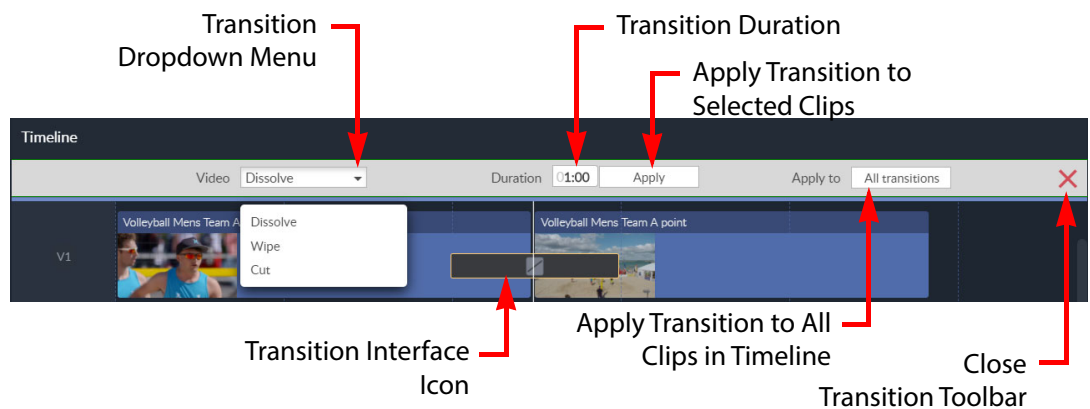 Transition
Dropdown Menu
Transition Duration
Apply Transition to
Selected Clips
Timeline
Video Dissolve Duration 01:00 Apply Apply to All transitions
Volleyball Mens Team A
Dissolve
Wipe
Cut
Volleyball Mens Team A point
V1
Transition Interface
Icon
Apply Transition to All
Clips in Timeline
Close
Transition Toolbar